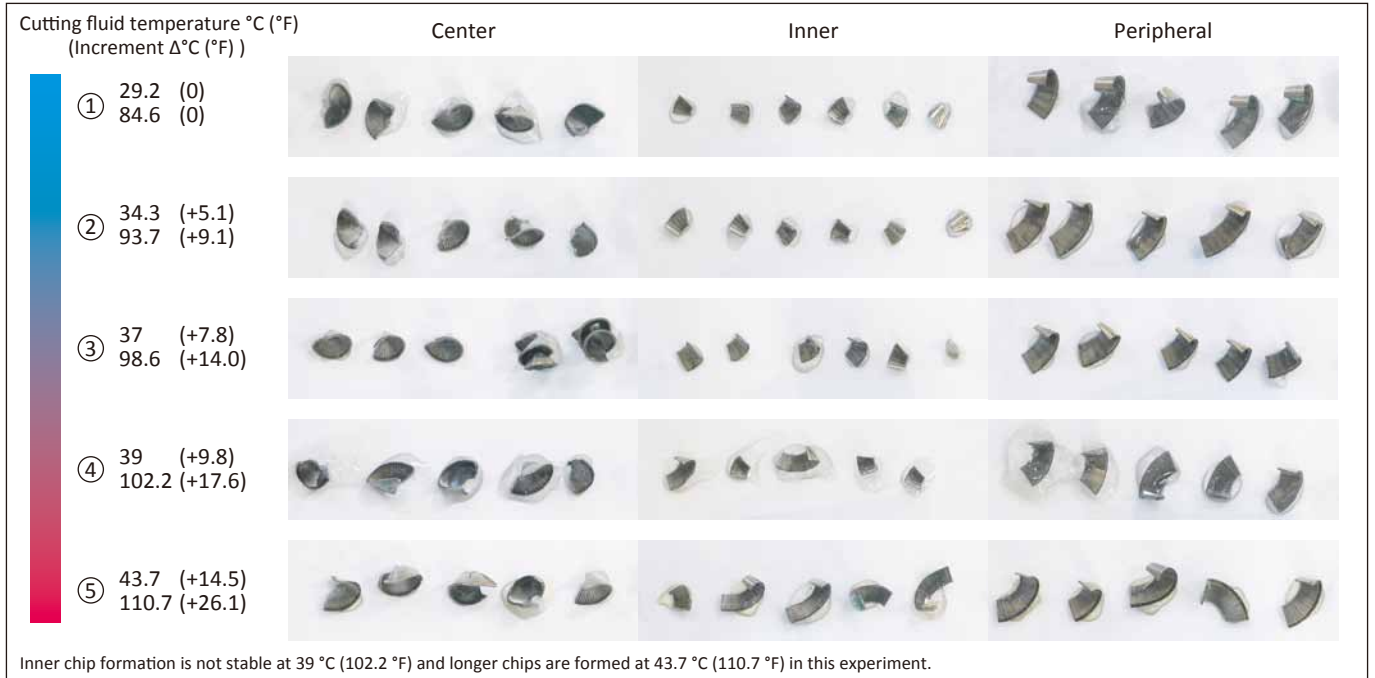 Cutting fluid temperature °C (°F)
(Increment Δ°C (°F) )
Center
Inner
Peripheral
① 29.2 (0)
84.6 (0)
② 34.3 (+5.1)
93.7 (+9.1)
③ 37 (+7.8)
98.6 (+14.0)
④ 39 (+9.8)
102.2 (+17.6)
⑤ 43.7 (+14.5)
110.7 (+26.1)
Inner chip formation is not stable at 39 °C (102.2 °F) and longer chips are formed at 43.7 °C (110.7 °F) in this experiment.